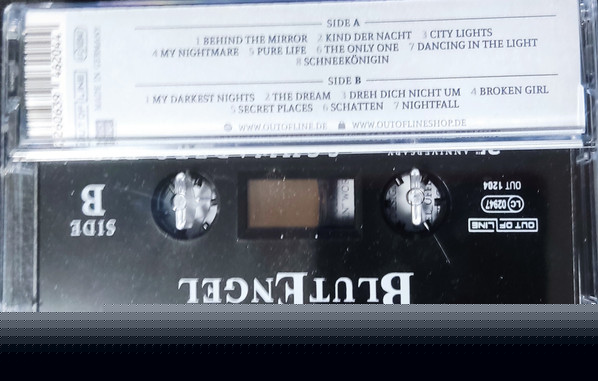 SIDE A
1 BEHIND THE MIRROR 2 KIND DER NACHT 3 CITY LIGHTS
4 MY NIGHTMARE 5 PURE LIFE 6 THE ONLY ONE 7 DANCING IN THE LIGHT
8 SCHNEEKÖNIGIN
SIDE B
1 MY DARKEST NIGHTS 2 THE DREAM 3 DREH DICH NICHT UM 4 BROKEN GIRL
5 SECRET PLACES 6 SCHATTEN 7 NIGHTFALL
WWW.OUTOFLINE.DE WWW.OUTOFLINESHOP.DE
ANNIVERSARY
SIDE
B
OUT 1284
LC 02947
OUT OF LINE
BLUTENGEL